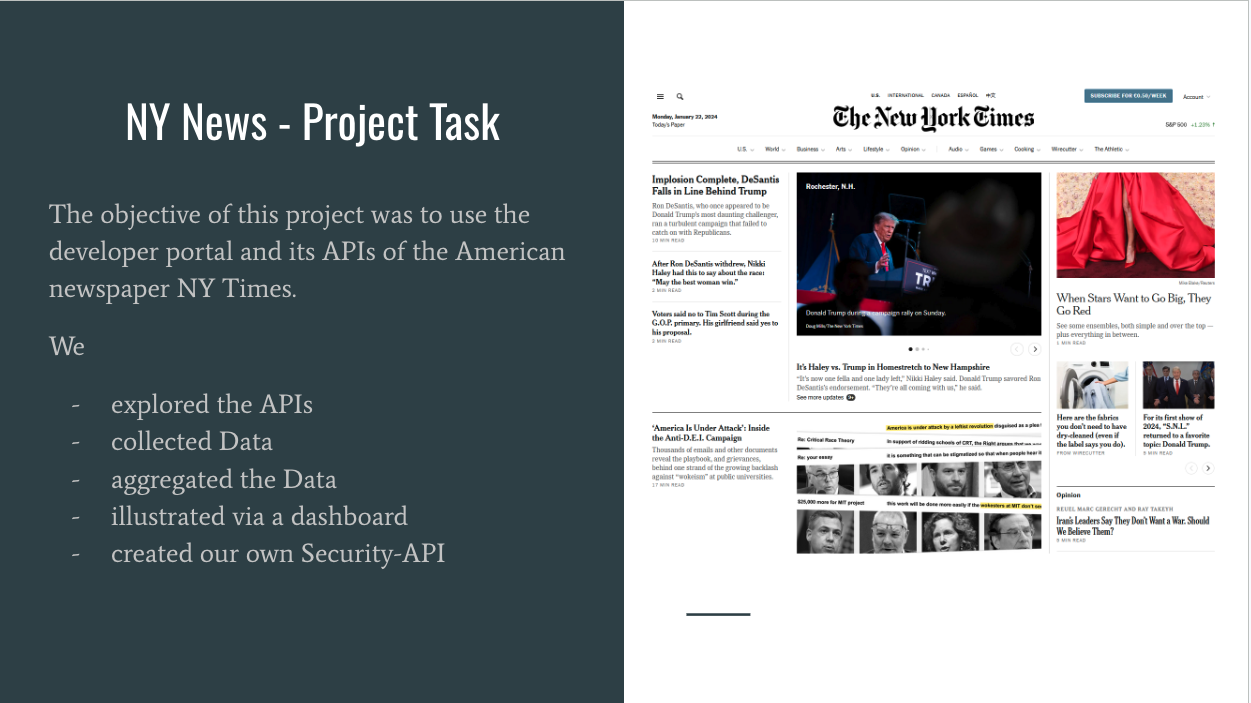 NY News - Project Task
The objective of this project was to use the
developer portal and its APIs of the American
newspaper NY Times.
We
- explored the APIs
- collected Data
- aggregated the Data
- illustrated via a dashboard
- created our own Security-API
U.S. INTERNATIONAL CANADA ESPAÑOL 中文
SUBSCRIBE FOR €0.50/WEEK
Account
Monday, January 22, 2024
Today's Paper
The New York Times
S&P 500 +1.23% ↑
U.S. World Business Arts Lifestyle Opinion Audio Games Cooking Wirecutter The Athletic
Implosion Complete, DeSantis
Falls in Line Behind Trump
Ron DeSantis, who once appeared to be
Donald Trump's most daunting challenger,
ran a turbulent campaign that failed to
catch on with Republicans.
10 MIN READ
After Ron DeSantis withdrew, Nikki
Haley had this to say about the race:
"May the best woman win."
2 MIN READ
Voters said no to Tim Scott during the
G.O.P. primary. His girlfriend said yes to
his proposal.
2 MIN READ
Rochester, N.H.
TEXT
TR
Donald Trump during a campaign rally on Sunday.
Doug Mills/The New York Times
It's Haley vs. Trump in Homestretch to New Hampshire
"It's now one fella and one lady left," Nikki Haley said. Donald Trump savored Ron
DeSantis's endorsement. "They're all coming with us," he said.
See more updates 9+
'America Is Under Attack': Inside
the Anti-D.E.I. Campaign
Thousands of emails and other documents
reveal the playbook, and grievances,
behind one strand of the growing backlash
against "wokeism" at public universities.
17 MIN READ
America is under attack by a leftist revolution disguised as a plea
Re: Critical Race Theory
In support of ridding schools of CRT, the Right argues that
Re: your essay
It is something that can be stigmatized so that when people hear
$25,000 more for MIT project
this work will be done more easily if the wokesters at MIT don't
Mike Blake/Reuters
When Stars Want to Go Big, They
Go Red
See some ensembles, both simple and over the top —
plus everything in between.
1 MIN READ
Here are the fabrics
you don't need to have
dry-cleaned (even if
the label says you do).
FROM WIRECUTTER
For its first show of
2024, "S.N.L."
returned to a favorite
topic: Donald Trump.
8 MIN READ
Opinion
REUEL MARC GERECHT AND RAY TAKEYH
Iran's Leaders Say They Don't Want a War. Should
We Believe Them?
5 MIN READ